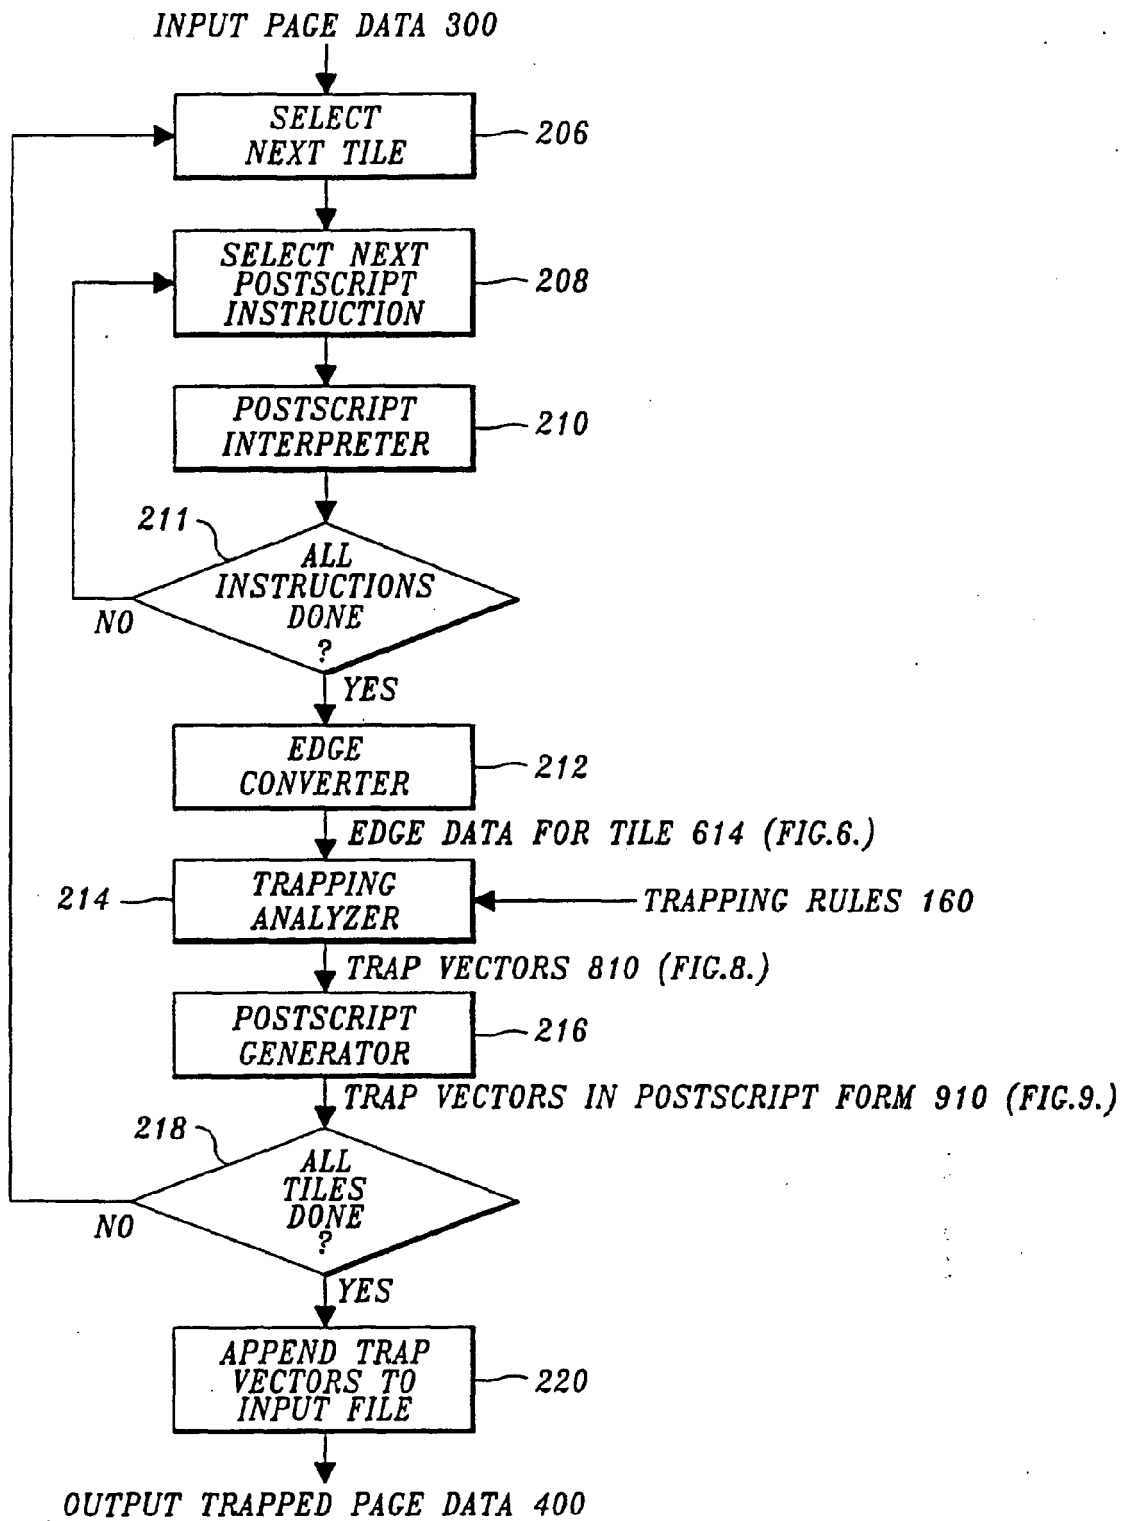 INPUT PAGE DATA 300
SELECT
NEXT TILE
206
SELECT NEXT
POSTSCRIPT
INSTRUCTION
208
POSTSCRIPT
INTERPRETER
210
211
ALL
INSTRUCTIONS
DONE
?
NO
YES
EDGE
CONVERTER
212
EDGE DATA FOR TILE 614 (FIG.6.)
214
TRAPPING
ANALYZER
TRAPPING RULES 160
TRAP VECTORS 810 (FIG.8.)
POSTSCRIPT
GENERATOR
216
TRAP VECTORS IN POSTSCRIPT FORM 910 (FIG.9.)
218
ALL
TILES
DONE
?
NO
YES
APPEND TRAP
VECTORS TO
INPUT FILE
220
OUTPUT TRAPPED PAGE DATA 400